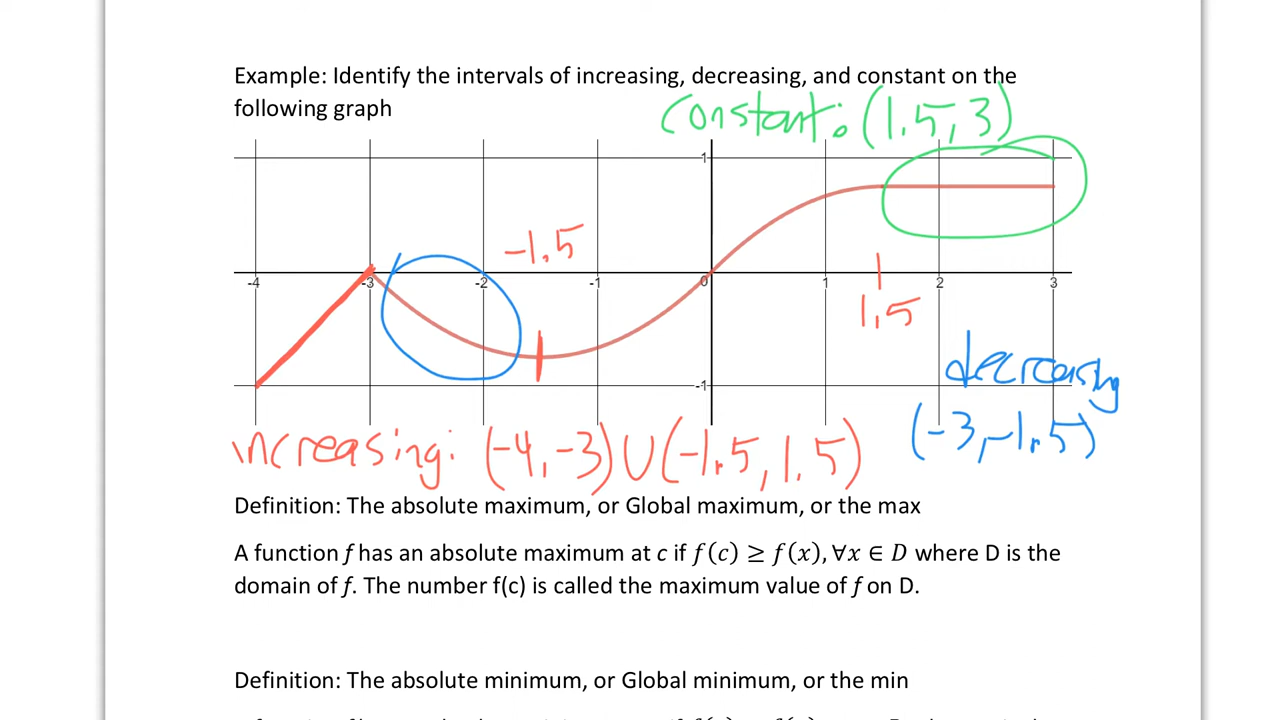 Example: Identify the intervals of increasing, decreasing, and constant on the
following graph
constant: (1.5, 3)
1
-1.5
-4 -3 -2 -1 0 1 2 3
1.5
decreasing
-1
(-3, -1.5)
increasing: (-4, -3) ∪ (-1.5, 1.5)
Definition: The absolute maximum, or Global maximum, or the max
A function f has an absolute maximum at c if f(c) ≥ f(x), ∀x ∈ D where D is the
domain of f. The number f(c) is called the maximum value of f on D.
Definition: The absolute minimum, or Global minimum, or the min